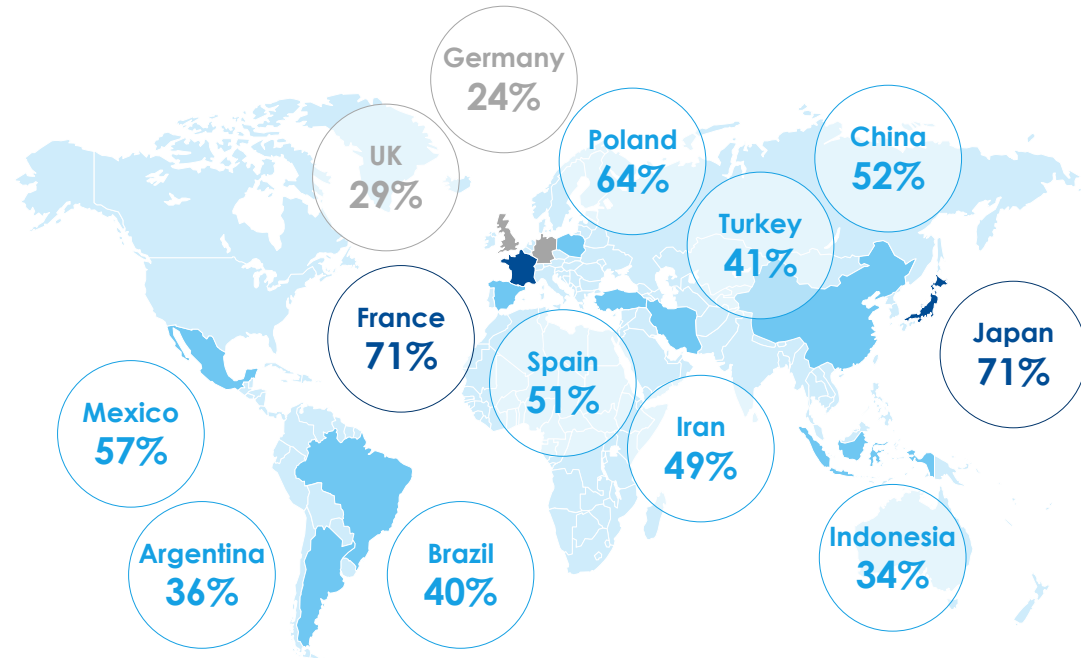 Germany
24%
UK
29%
Poland
64%
China
52%
Turkey
41%
France
71%
Spain
51%
Japan
71%
Mexico
57%
Iran
49%
Argentina
36%
Brazil
40%
Indonesia
34%